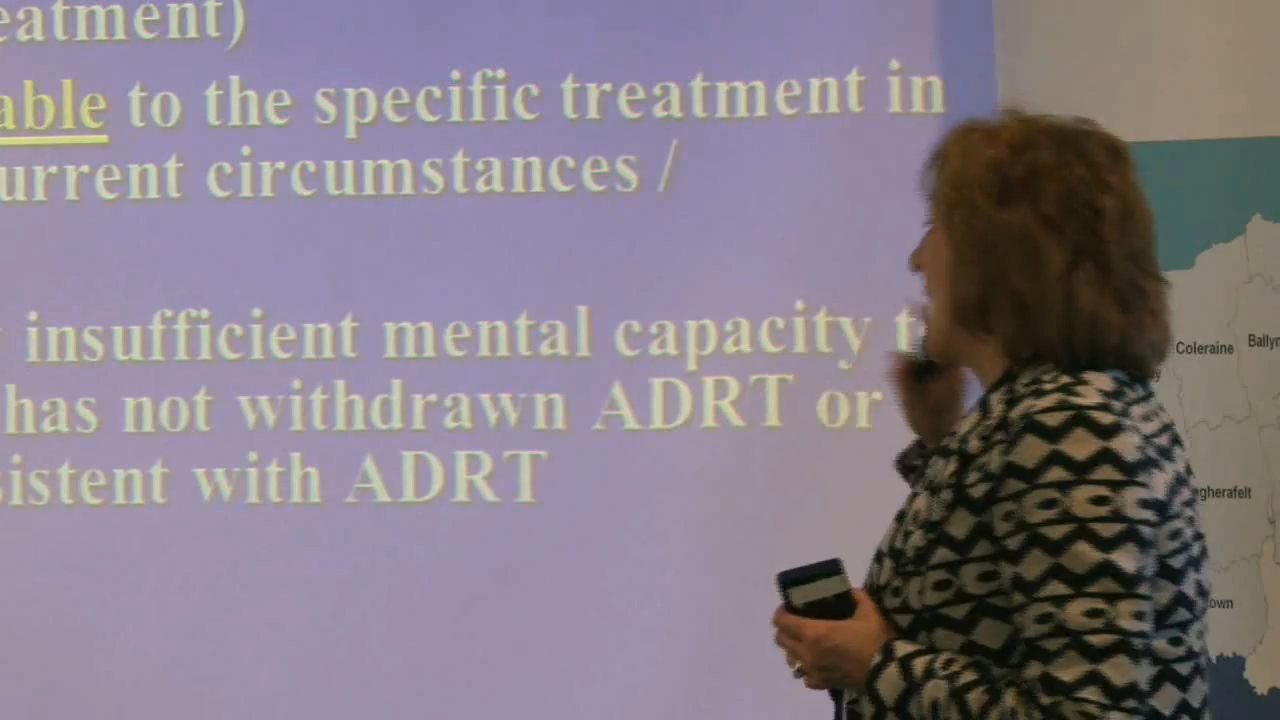 eatment)
able to the specific treatment in
urrent circumstances /
insufficient mental capacity t
has not withdrawn ADRT or
sistent with ADRT
Coleraine
Ballyn
gherafelt
own